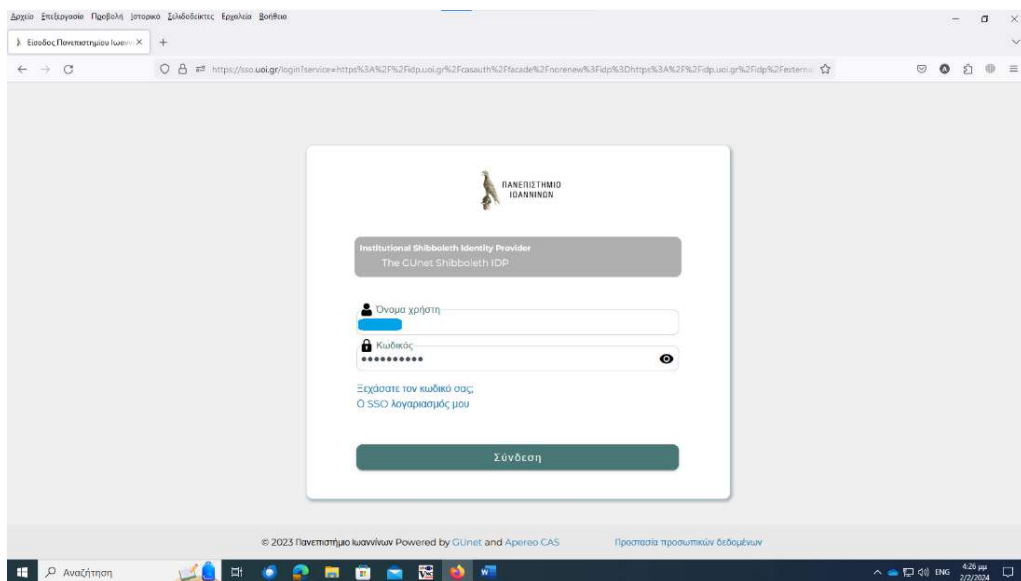 Αρχείο Επεξεργασία Προβολή Ιστορικό Σελιδοδείκτες Εργαλεία Βοήθεια
Είσοδος Πανεπιστημίου Ιωανν
https://sso.uoi.gr/login?service=https%3A%2F%2Fidp.uoi.gr%2Fcasauth%2Ffacade%2Fnorenew%3Fidp%3Dhttps%3A%2F%2Fidp.uoi.gr%2Fidp%2Fexterna
ΠΑΝΕΠΙΣΤΗΜΙΟ
ΙΩΑΝΝΙΝΩΝ
Institutional Shibboleth Identity Provider
The GUnet Shibboleth IDP
Όνομα χρήστη
Κωδικός
Ξεχάσατε τον κωδικό σας;
Ο SSO λογαριασμός μου
Σύνδεση
© 2023 Πανεπιστήμιο Ιωαννίνων Powered by GUnet and Apereo CAS Προστασία προσωπικών δεδομένων
Αναζήτηση
ENG
4:26 μμ
2/2/2024